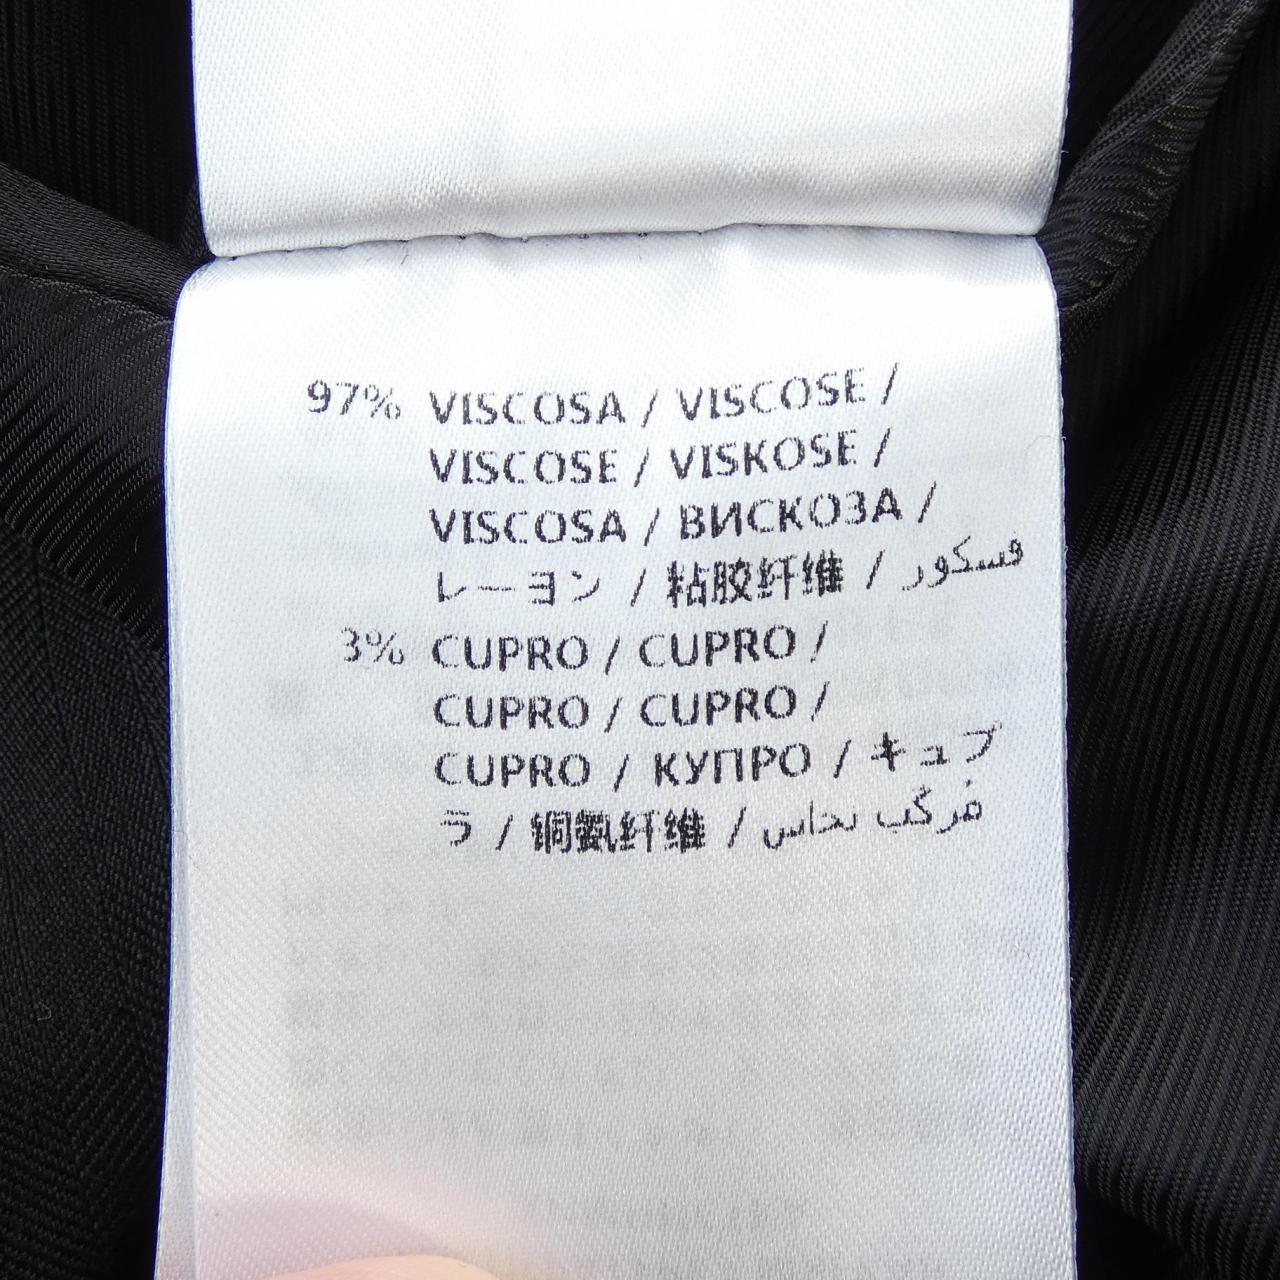 97% VISCOSA / VISCOSE /
VISCOSE / VISKOSE /
VISCOSA / ВИСКОЗА /
レーヨン / 粘胶纤维 / فسكور
3% CUPRO / CUPRO /
CUPRO / CUPRO /
CUPRO / КУПРО / キュプ
ラ / 铜氨纤维 / مركب نحاس